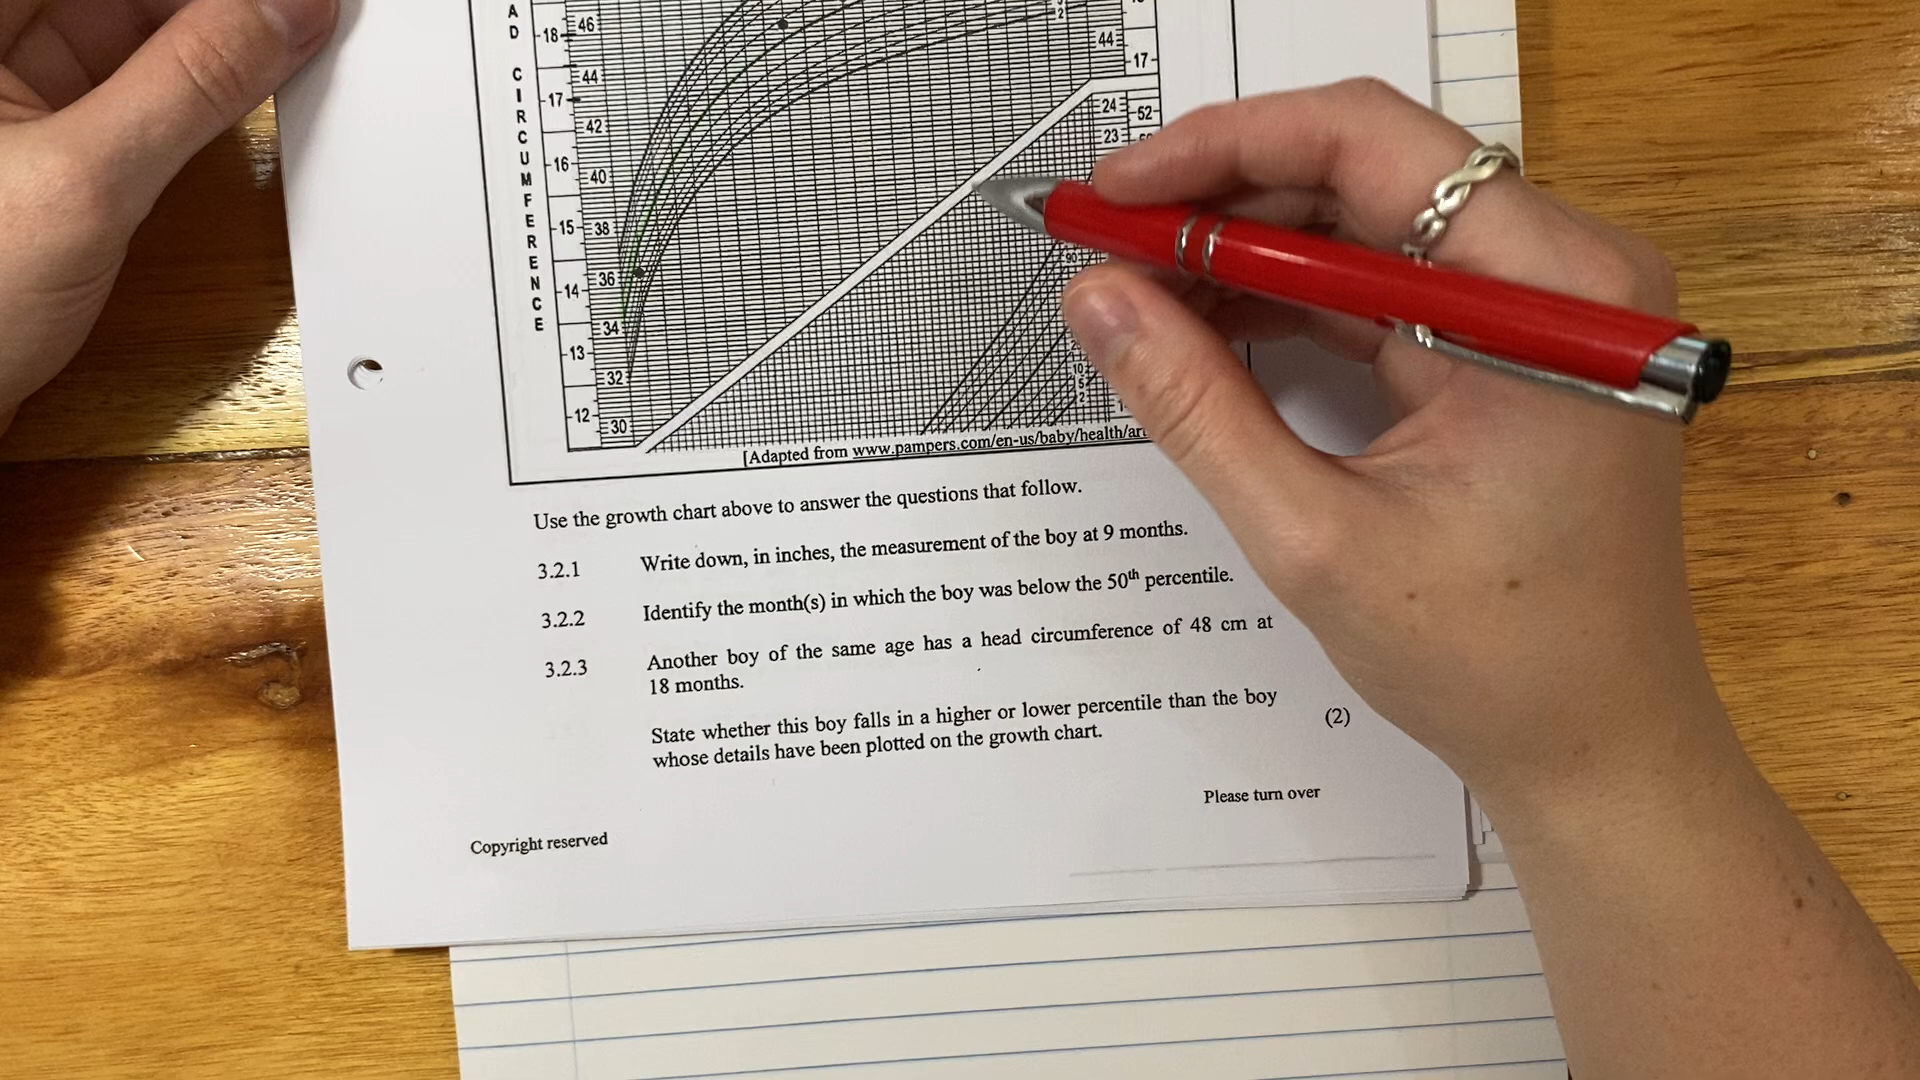 A
D
CIRCUMFERENCE
18 46
44
17
42
16
40
15 38
36
14
34
13
32
12
30
2
44
17
24
52
23
90
10
5
2
[Adapted from www.pampers.com/en-us/baby/health/
Use the growth chart above to answer the questions that follow.
3.2.1 Write down, in inches, the measurement of the boy at 9 months.
3.2.2 Identify the month(s) in which the boy was below the 50th percentile.
3.2.3 Another boy of the same age has a head circumference of 48 cm at
18 months.
State whether this boy falls in a higher or lower percentile than the boy
whose details have been plotted on the growth chart.
(2)
Please turn over
Copyright reserved